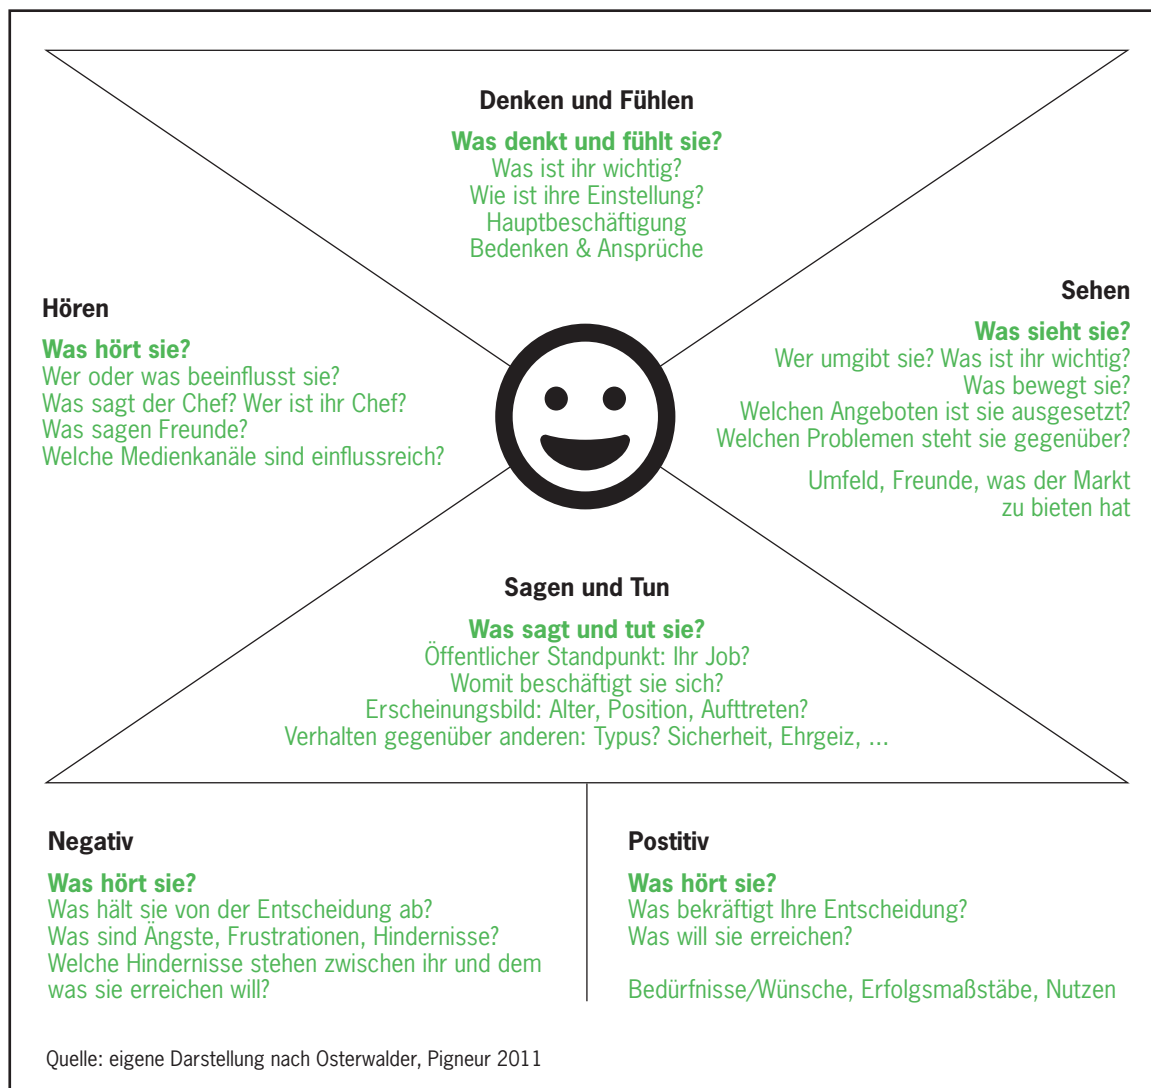 Denken und Fühlen
Was denkt und fühlt sie?
Was ist ihr wichtig?
Wie ist ihre Einstellung?
Hauptbeschäftigung
Bedenken & Ansprüche
Hören
Was hört sie?
Wer oder was beeinflusst sie?
Was sagt der Chef? Wer ist ihr Chef?
Was sagen Freunde?
Welche Medienkanäle sind einflussreich?
Sehen
Was sieht sie?
Wer umgibt sie? Was ist ihr wichtig?
Was bewegt sie?
Welchen Angeboten ist sie ausgesetzt?
Welchen Problemen steht sie gegenüber?
Umfeld, Freunde, was der Markt
zu bieten hat
Sagen und Tun
Was sagt und tut sie?
Öffentlicher Standpunkt: Ihr Job?
Womit beschäftigt sie sich?
Erscheinungsbild: Alter, Position, Aufttreten?
Verhalten gegenüber anderen: Typus? Sicherheit, Ehrgeiz, ...
Negativ
Was hört sie?
Was hält sie von der Entscheidung ab?
Was sind Ängste, Frustrationen, Hindernisse?
Welche Hindernisse stehen zwischen ihr und dem
was sie erreichen will?
Postitiv
Was hört sie?
Was bekräftigt Ihre Entscheidung?
Was will sie erreichen?
Bedürfnisse/Wünsche, Erfolgsmaßstäbe, Nutzen
Quelle: eigene Darstellung nach Osterwalder, Pigneur 2011